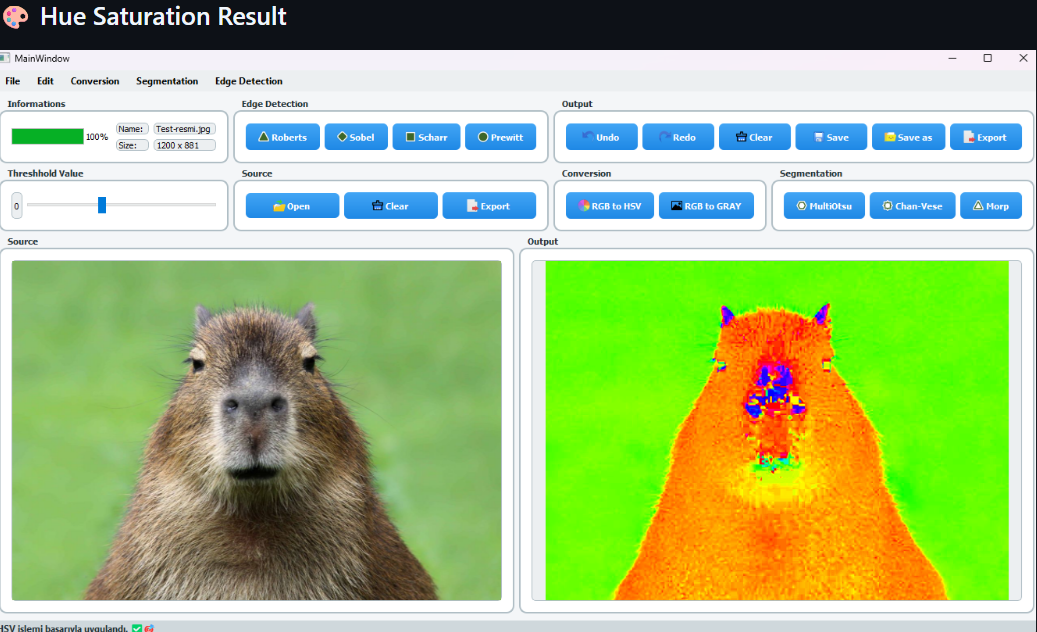 Hue Saturation Result
MainWindow
File Edit Conversion Segmentation Edge Detection
Informations
100%
Name: Test-resmi.jpg
Size: 1200 x 881
Edge Detection
Roberts Sobel Scharr Prewitt
Output
Undo Redo Clear Save Save as Export
Threshhold Value
0
Source
Open Clear Export
Conversion
RGB to HSV RGB to GRAY
Segmentation
MultiOtsu Chan-Vese Morp
Source
Output
HSV işlemi başarıyla uygulandı.